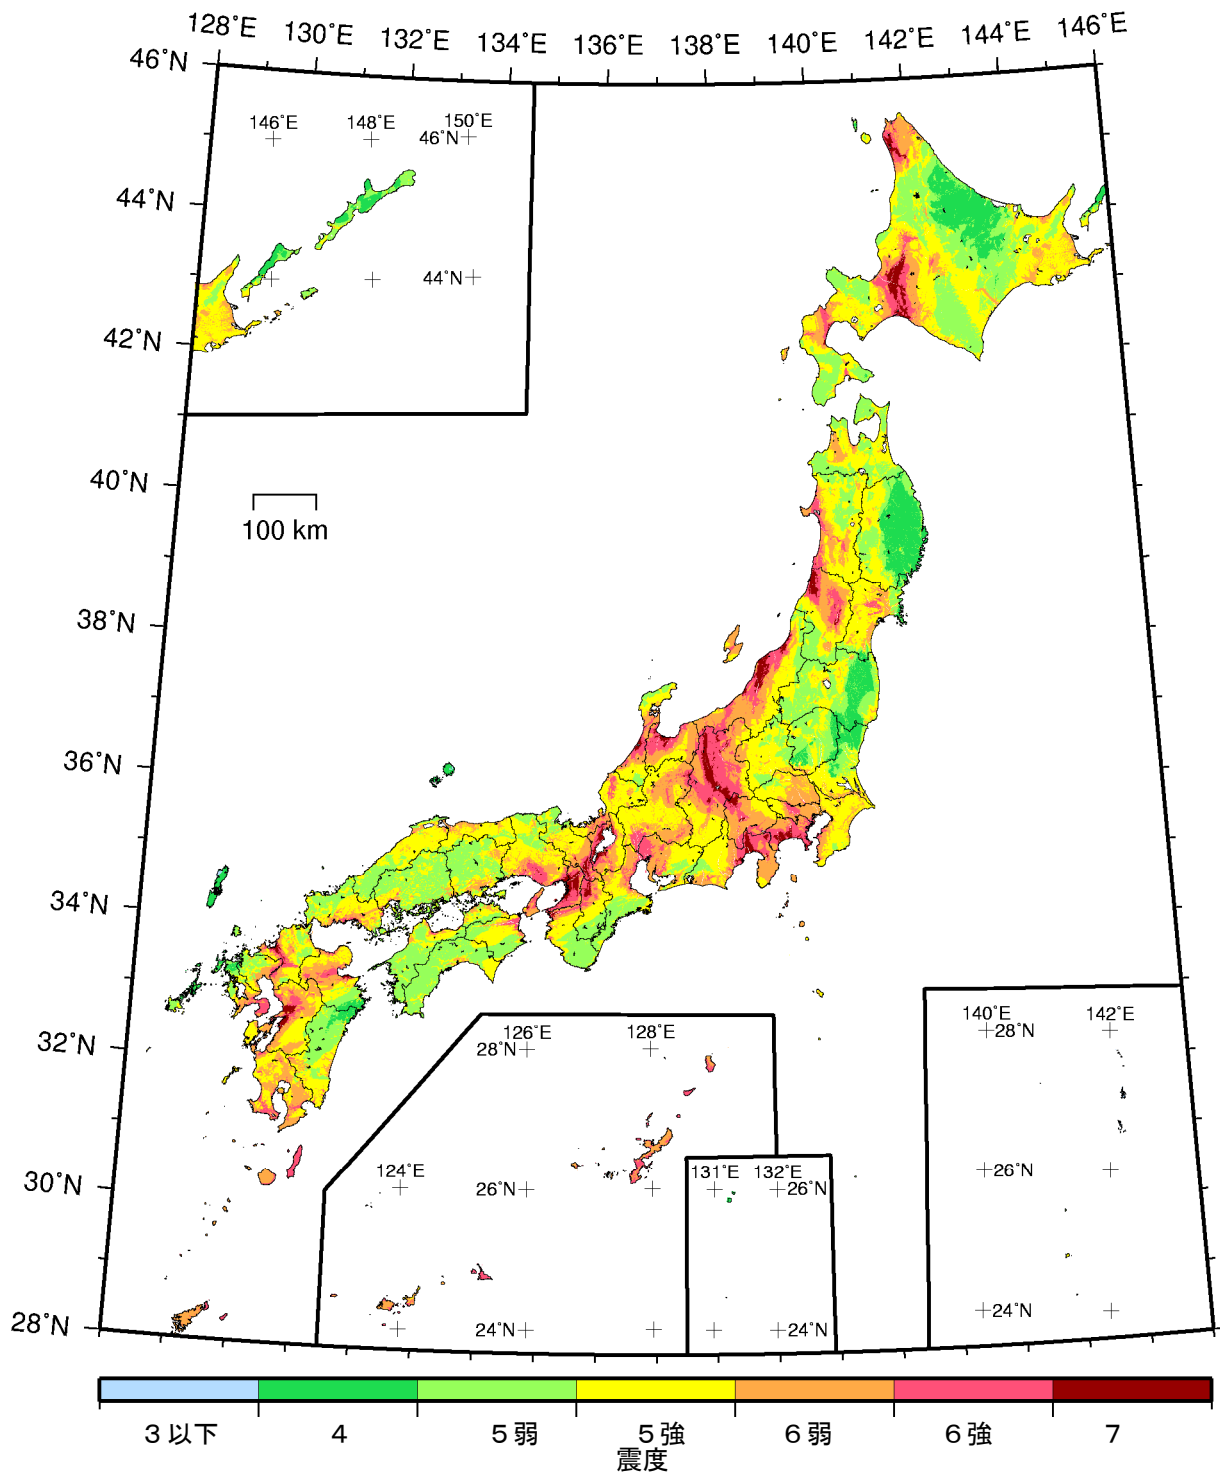 128°E 130°E 132°E 134°E 136°E 138°E 140°E 142°E 144°E 146°E
46°N
146°E 148°E 150°E
46°N
44°N
44°N
42°N
40°N
100 km
38°N
36°N
34°N
32°N
126°E 128°E
28°N
140°E 142°E
28°N
124°E
26°N
131°E 132°E
26°N
26°N
30°N
24°N
24°N
24°N
28°N
3以下 4 5弱 5強 6弱 6強 7
震度